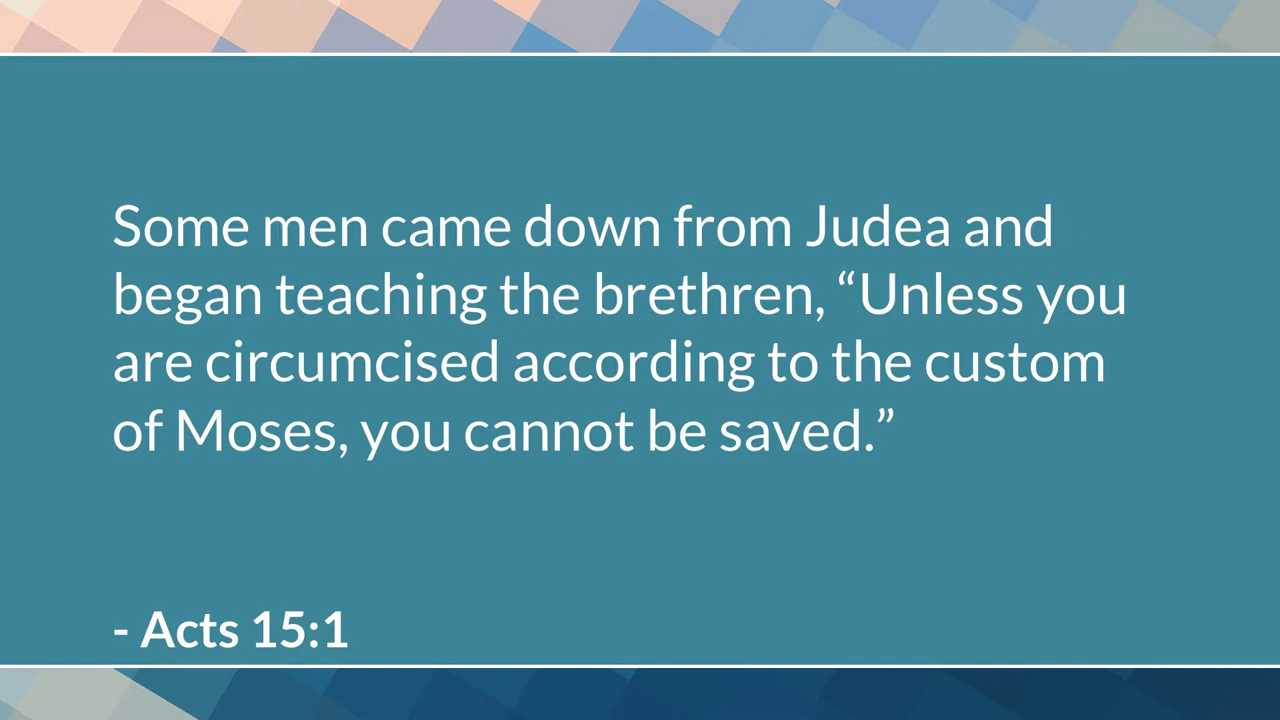 Some men came down from Judea and
began teaching the brethren, “Unless you
are circumcised according to the custom
of Moses, you cannot be saved.”
- Acts 15:1